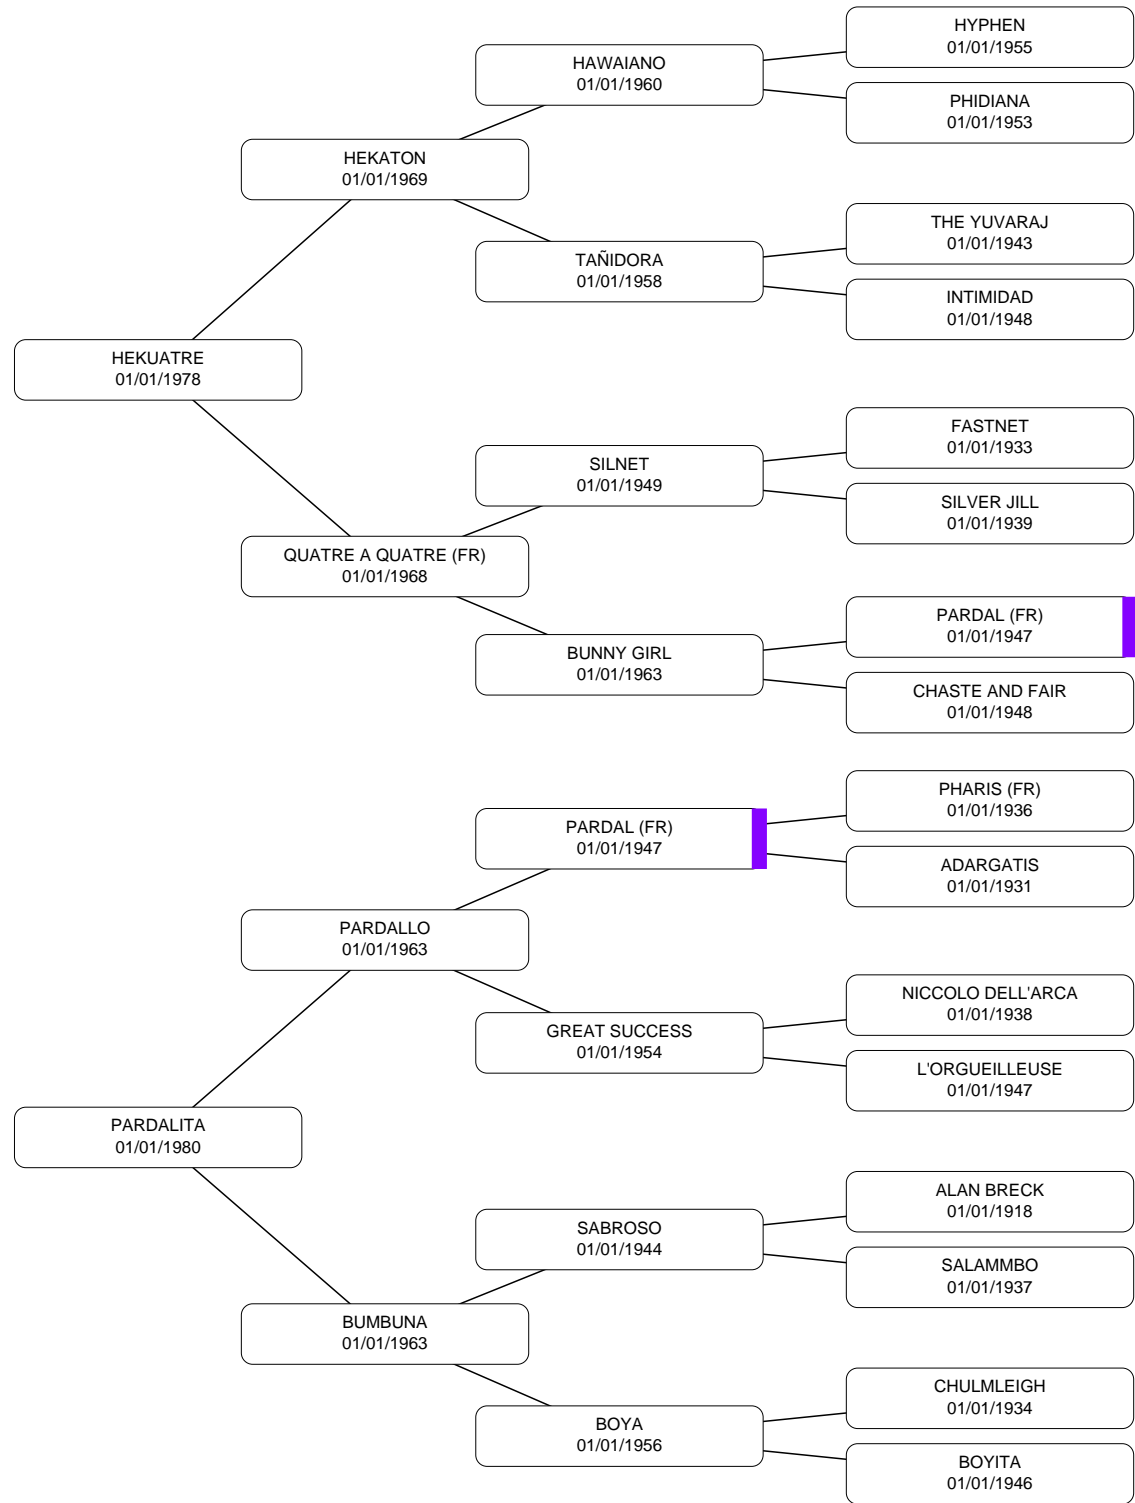 HYPHEN
01/01/1955
HAWAIANO
01/01/1960
PHIDIANA
01/01/1953
HEKATON
01/01/1969
THE YUVARAJ
01/01/1943
TAÑIDORA
01/01/1958
INTIMIDAD
01/01/1948
HEKUATRE
01/01/1978
FASTNET
01/01/1933
SILNET
01/01/1949
SILVER JILL
01/01/1939
QUATRE A QUATRE (FR)
01/01/1968
PARDAL (FR)
01/01/1947
BUNNY GIRL
01/01/1963
CHASTE AND FAIR
01/01/1948
PHARIS (FR)
01/01/1936
PARDAL (FR)
01/01/1947
ADARGATIS
01/01/1931
PARDALLO
01/01/1963
NICCOLO DELL'ARCA
01/01/1938
GREAT SUCCESS
01/01/1954
L'ORGUEILLEUSE
01/01/1947
PARDALITA
01/01/1980
ALAN BRECK
01/01/1918
SABROSO
01/01/1944
SALAMMBO
01/01/1937
BUMBUNA
01/01/1963
CHULMLEIGH
01/01/1934
BOYA
01/01/1956
BOYITA
01/01/1946